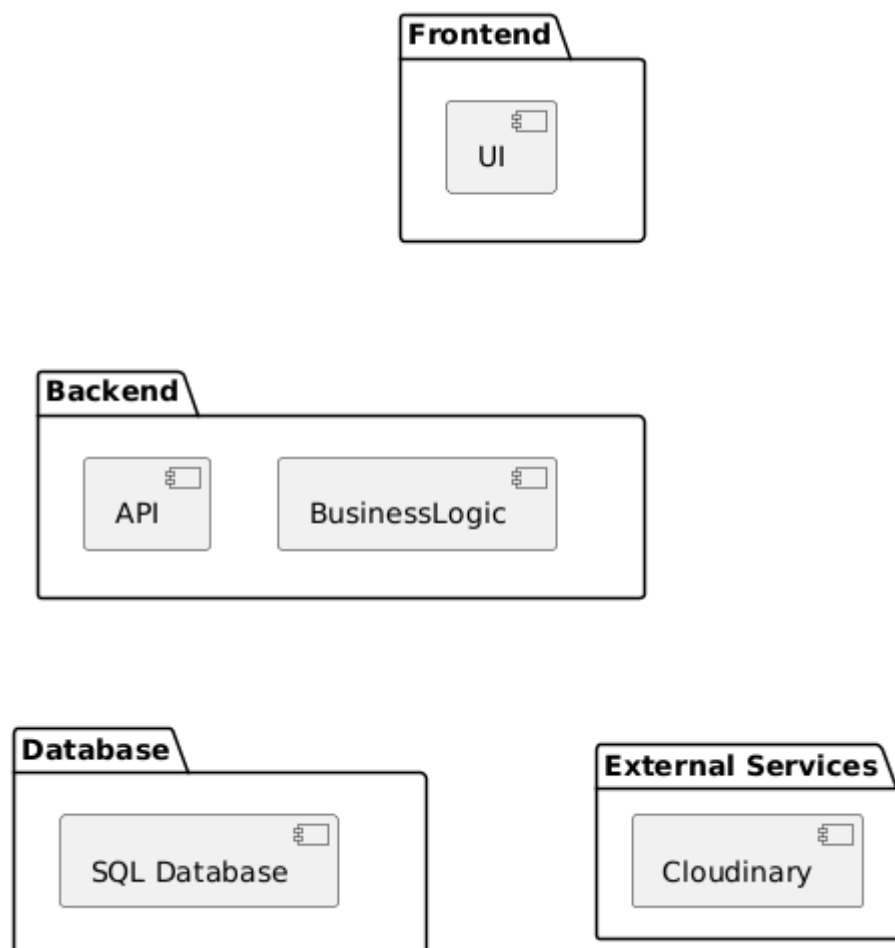 Frontend
UI
Backend
API
BusinessLogic
Database
SQL Database
External Services
Cloudinary